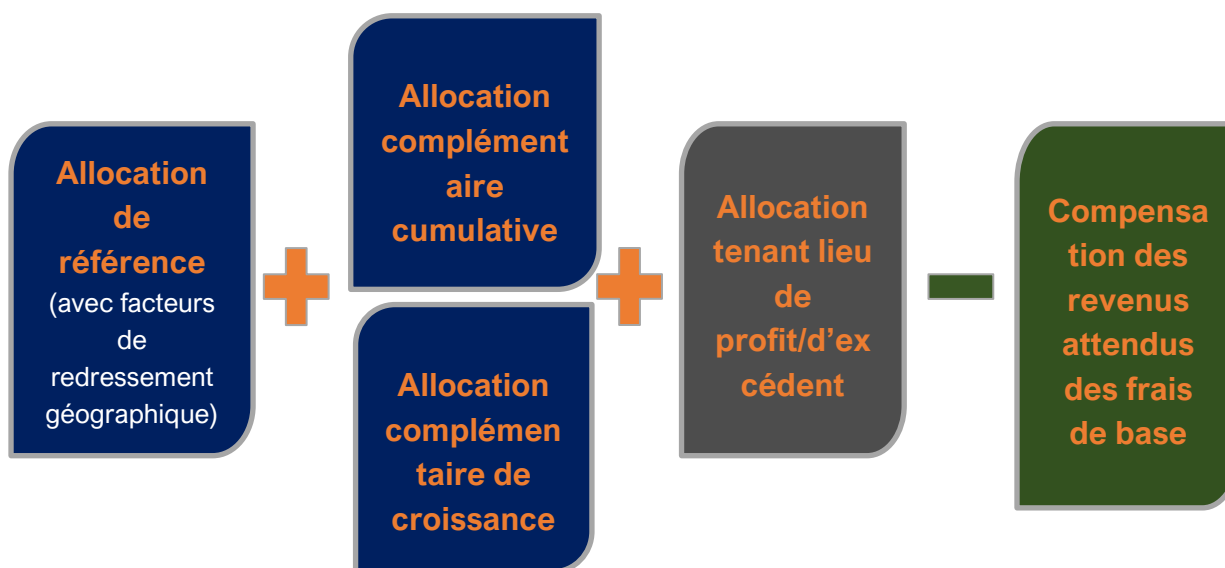 Allocation
de
référence
(avec facteurs
de
redressement
géographique)
Allocation
complément
aire
cumulative
Allocation
complémen
taire de
croissance
Allocation
tenant lieu
de
profit/d’ex
cédent
Compensa
tion des
revenus
attendus
des frais
de base